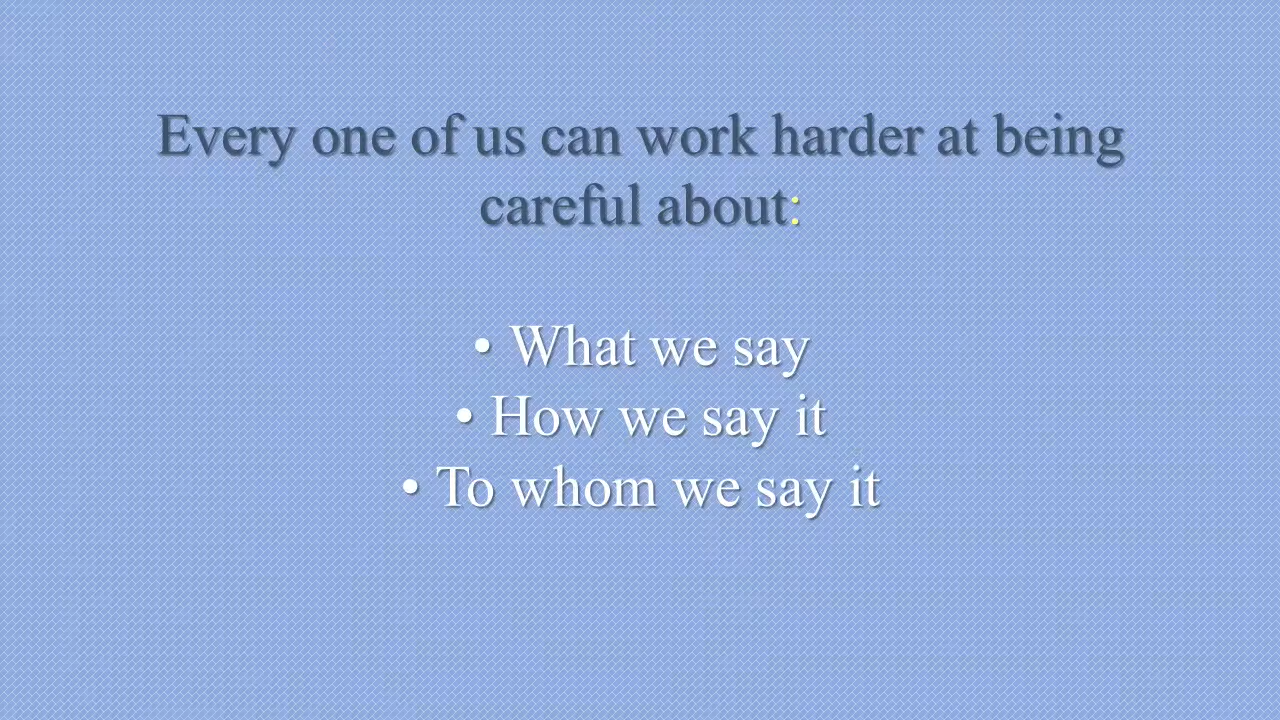 Every one of us can work harder at being
careful about:
• What we say
• How we say it
• To whom we say it